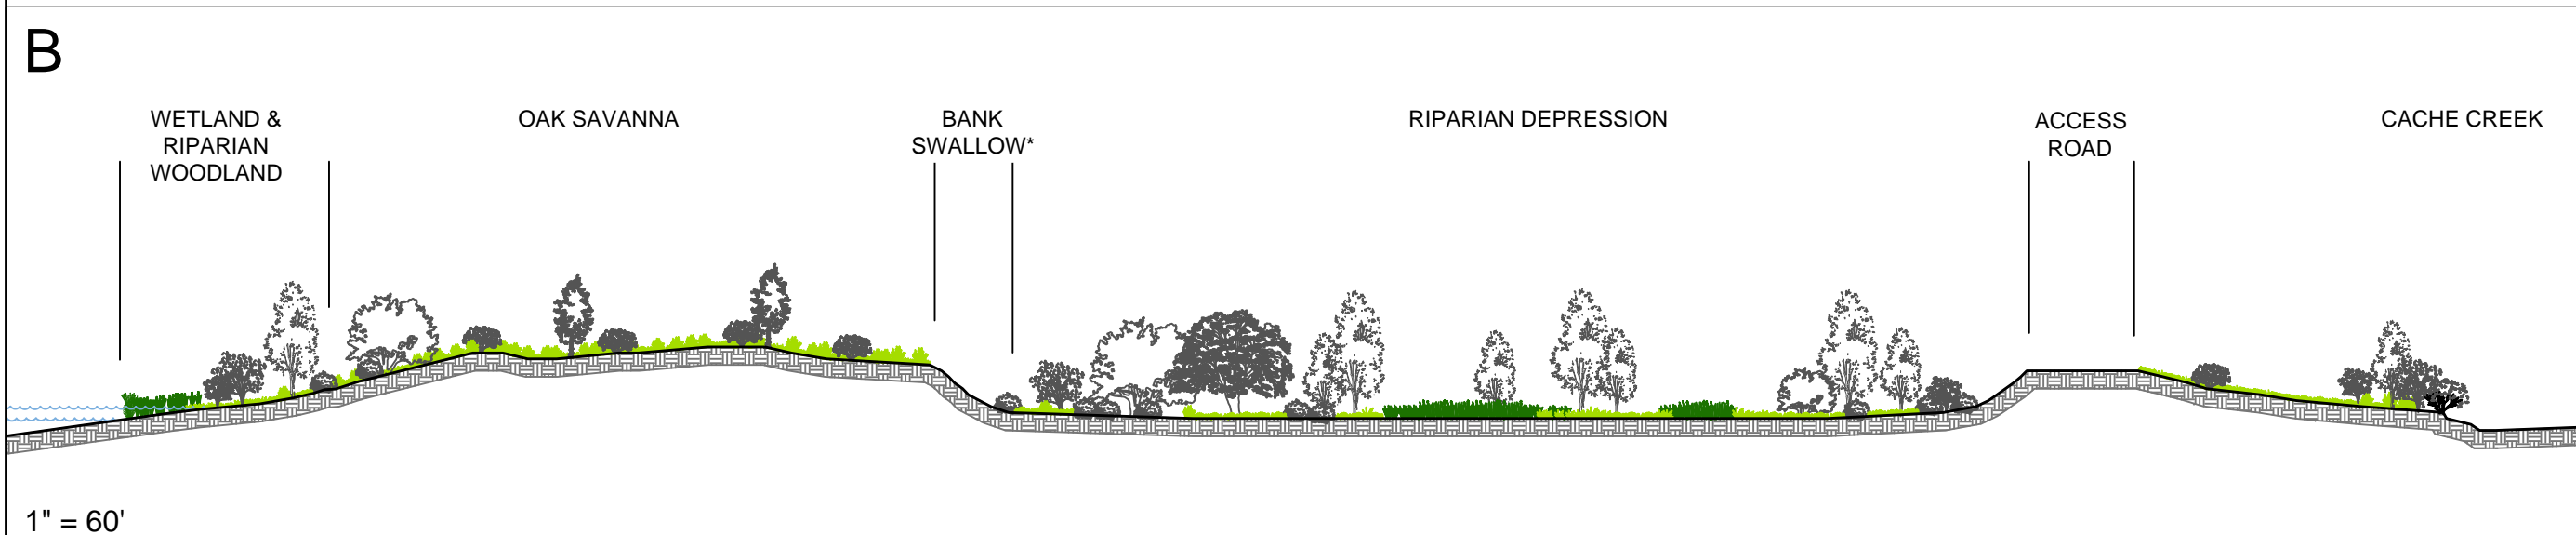 B
WETLAND &
RIPARIAN
WOODLAND
OAK SAVANNA
BANK
SWALLOW*
RIPARIAN DEPRESSION
ACCESS
ROAD
CACHE CREEK
1" = 60'